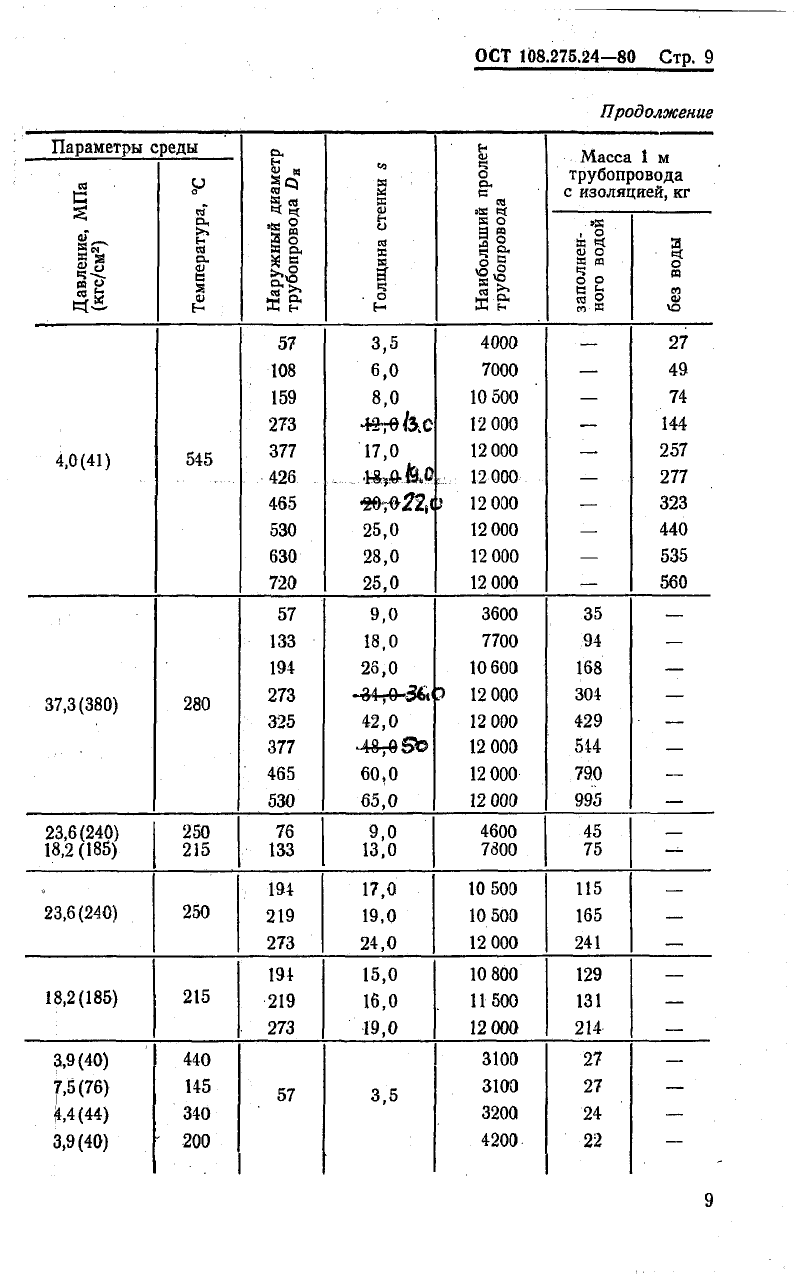 ОСТ 108.275.24—80 Стр. 9
Продолжение
Параметры среды
Давление, МПа (кгс/см²)
Температура, °С
Наружный диаметр трубопровода Dн
Толщина стенки s
Наибольший пролет трубопровода
Масса 1 м трубопровода с изоляцией, кг
заполнен-
ного водой
без воды
4,0 (41) 545
57 3,5 4000 — 27
108 6,0 7000 — 49
159 8,0 10 500 — 74
273 12,0 13,0 12 000 — 144
377 17,0 12 000 — 257
426 18,0 19,0 12 000 — 277
465 20,0 22,0 12 000 — 323
530 25,0 12 000 — 440
630 28,0 12 000 — 535
720 25,0 12 000 — 560
37,3 (380) 280
57 9,0 3600 35 —
133 18,0 7700 94 —
194 26,0 10 600 168 —
273 34,0 36,0 12 000 304 —
325 42,0 12 000 429 —
377 48,0 50 12 000 544 —
465 60,0 12 000 790 —
530 65,0 12 000 995 —
23,6 (240) 250 76 9,0 4600 45 —
18,2 (185) 215 133 13,0 7800 75 —
23,6 (240) 250
194 17,0 10 500 115 —
219 19,0 10 500 165 —
273 24,0 12 000 241 —
18,2 (185) 215
194 15,0 10 800 129 —
219 16,0 11 500 131 —
273 19,0 12 000 214 —
3,9 (40) 440 3100 27 —
7,5 (76) 145 3100 27 —
57 3,5
4,4 (44) 340 3200 24 —
3,9 (40) 200 4200 22 —
9